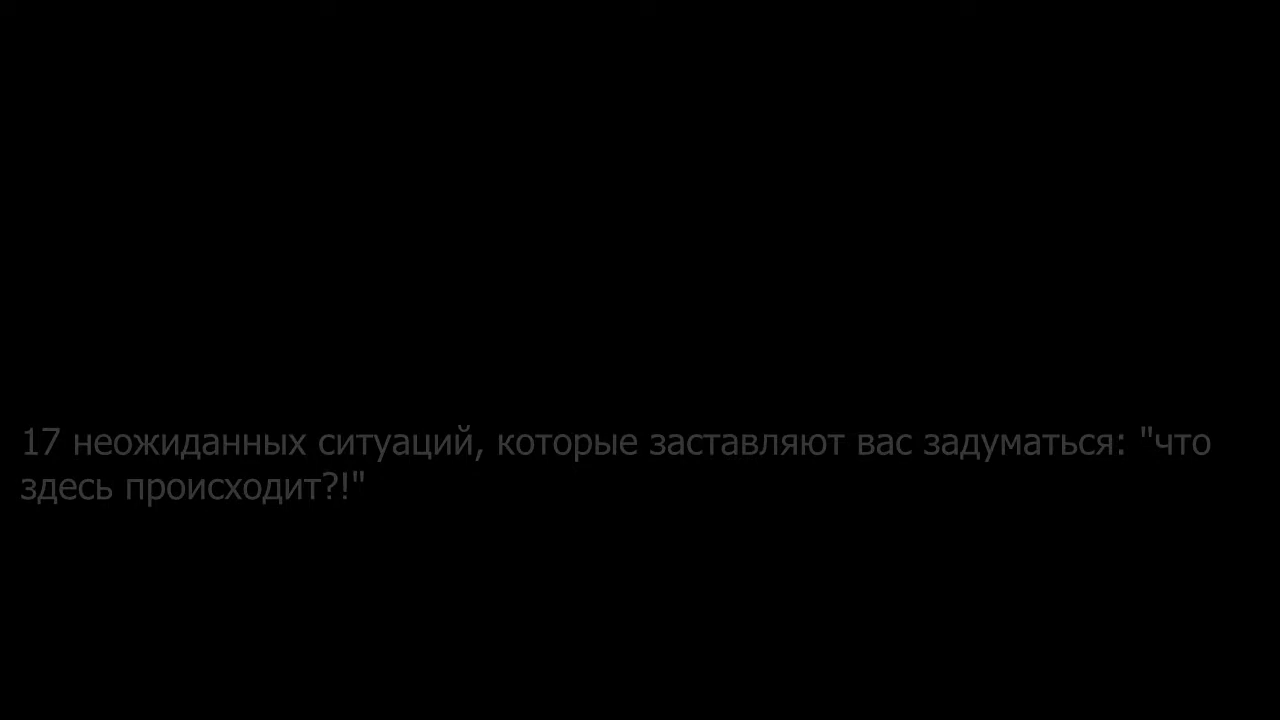 17 неожиданных ситуаций, которые заставляют вас задуматься: "что
здесь происходит?!"